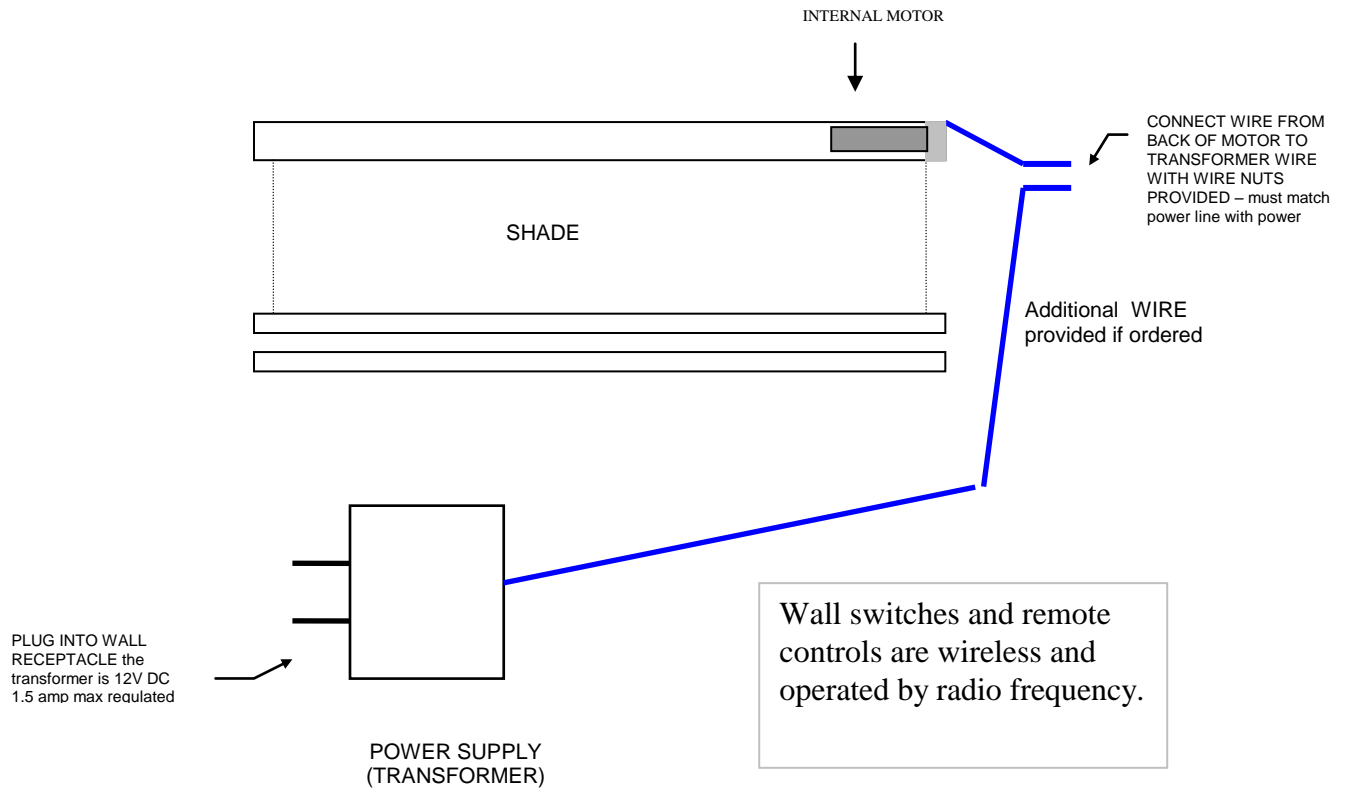 INTERNAL MOTOR
CONNECT WIRE FROM
BACK OF MOTOR TO
TRANSFORMER WIRE
WITH WIRE NUTS
PROVIDED – must match
power line with power
SHADE
Additional WIRE
provided if ordered
Wall switches and remote
controls are wireless and
operated by radio frequency.
PLUG INTO WALL
RECEPTACLE the
transformer is 12V DC
1.5 amp max regulated
POWER SUPPLY
(TRANSFORMER)